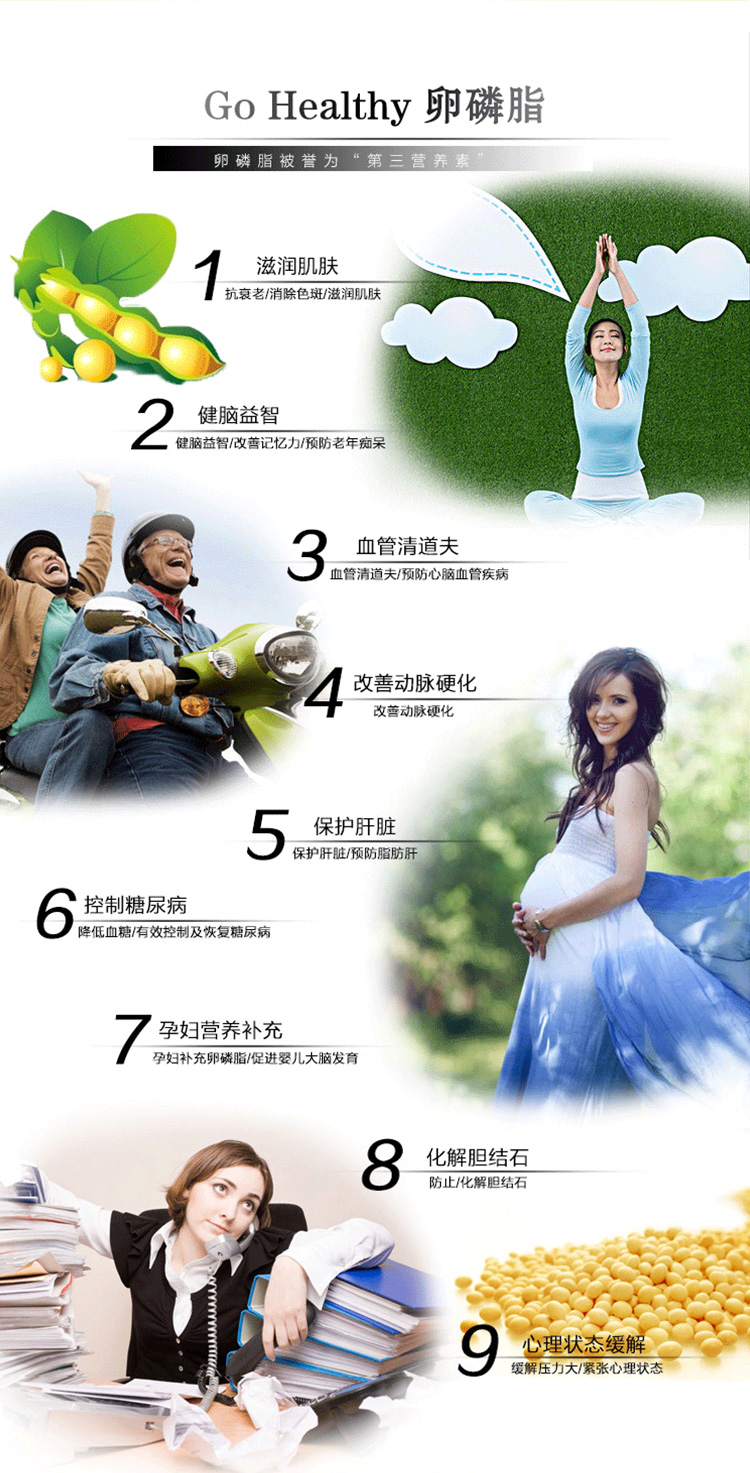 Go Healthy 卵磷脂
卵磷脂被誉为“第三营养素”
1 滋润肌肤
抗衰老/消除色斑/滋润肌肤
2 健脑益智
健脑益智/改善记忆力/预防老年痴呆
3 血管清道夫
血管清道夫/预防心脑血管疾病
4 改善动脉硬化
改善动脉硬化
5 保护肝脏
保护肝脏/预防脂肪肝
6 控制糖尿病
降低血糖/有效控制及恢复糖尿病
7 孕妇营养补充
孕妇补充卵磷脂/促进婴儿大脑发育
8 化解胆结石
防止/化解胆结石
9 心理状态缓解
缓解压力大/紧张心理状态